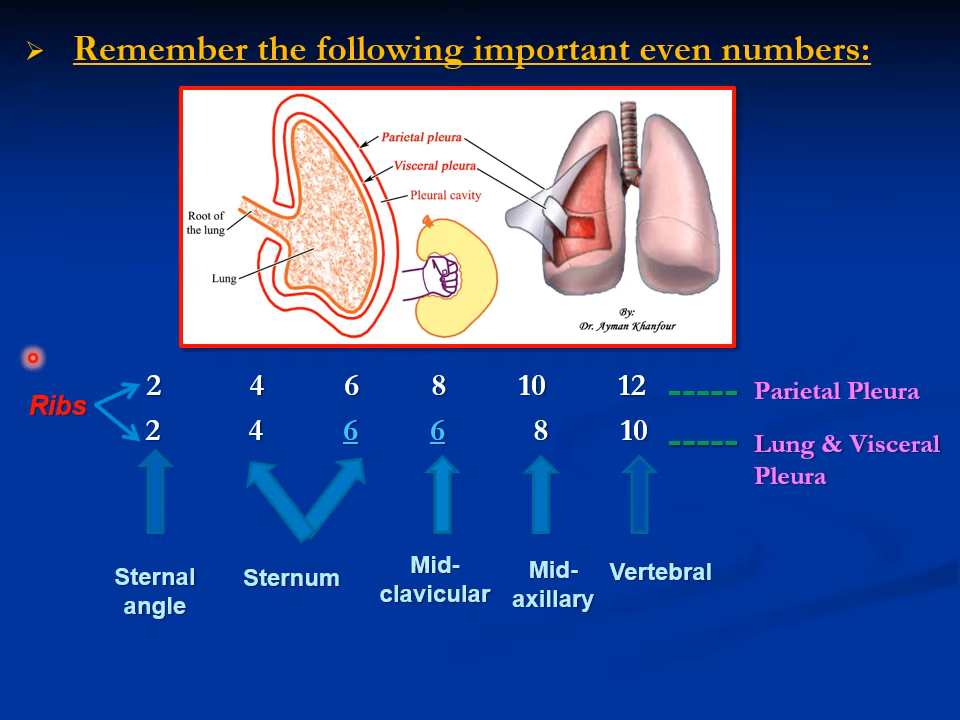 ➢ Remember the following important even numbers:
Parietal pleura
Visceral pleura
Pleural cavity
Root of
the lung
Lung
By:
Dr. Ayman Khanfour
Ribs
2 4 6 8 10 12 ----- Parietal Pleura
2 4 6 6 8 10 ----- Lung & Visceral
Pleura
Sternal
angle
Sternum
Mid-
clavicular
Mid-
axillary
Vertebral